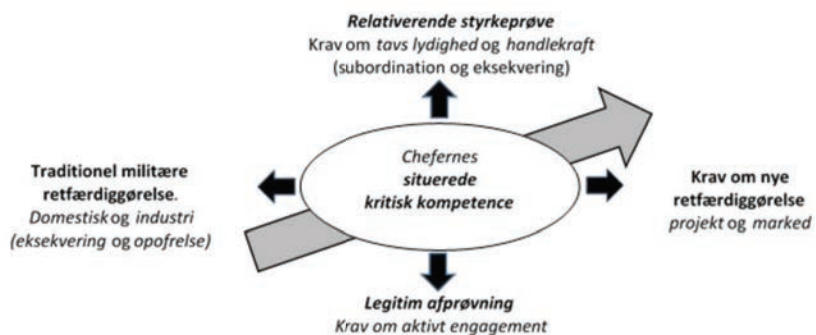 Relativerende styrkeprøve
Krav om tavs lydighed og handlekraft
(subordination og eksekvering)
Traditionel militære
retfærdiggørelse.
Domestisk og industri
(eksekvering og opofrelse)
Chefernes
situerede
kritisk kompetence
Krav om nye
retfærdiggørelse
projekt og marked
Legitim afprøvning
Krav om aktivt engagement